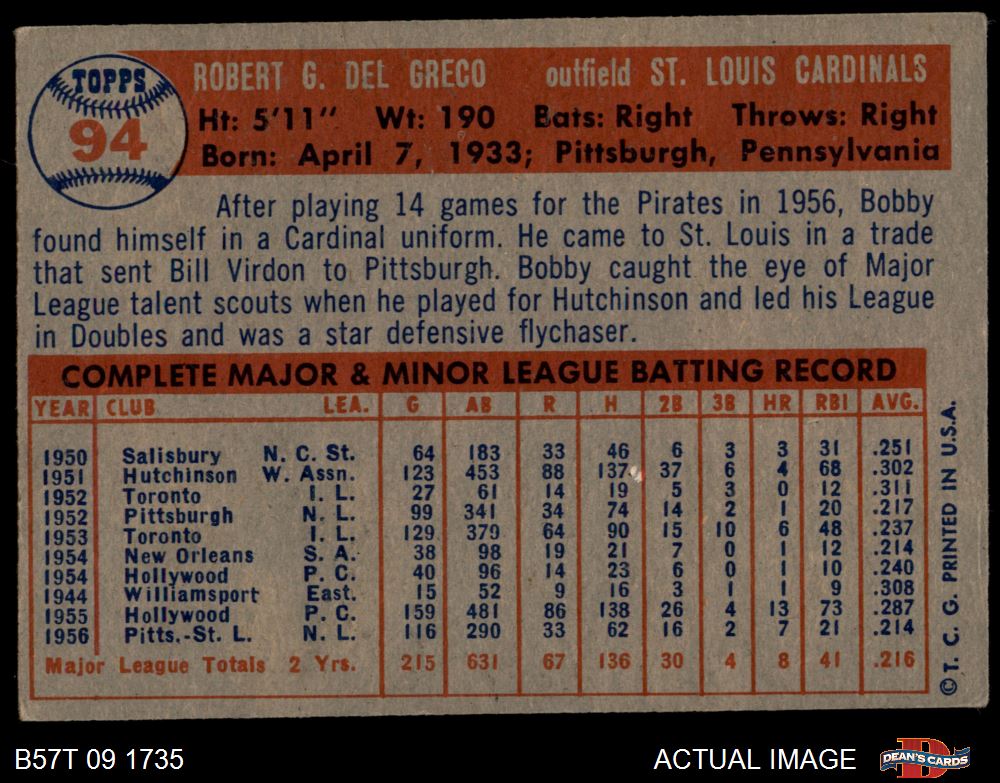 TOPPS
94
ROBERT G. DEL GRECO outfield ST. LOUIS CARDINALS
Ht: 5'11" Wt: 190 Bats: Right Throws: Right
Born: April 7, 1933; Pittsburgh, Pennsylvania
After playing 14 games for the Pirates in 1956, Bobby
found himself in a Cardinal uniform. He came to St. Louis in a trade
that sent Bill Virdon to Pittsburgh. Bobby caught the eye of Major
League talent scouts when he played for Hutchinson and led his League
in Doubles and was a star defensive flychaser.
COMPLETE MAJOR & MINOR LEAGUE BATTING RECORD
YEAR CLUB LEA. G AB R H 2B 3B HR RBI AVG.
1950 Salisbury N. C. St. 64 183 33 46 6 3 3 31 .251
1951 Hutchinson W. Assn. 123 453 88 137 37 6 4 68 .302
1952 Toronto I. L. 27 61 14 19 5 3 0 12 .311
1952 Pittsburgh N. L. 99 341 34 74 14 2 1 20 .217
1953 Toronto I. L. 129 379 64 90 15 10 6 48 .237
1954 New Orleans S. A. 38 98 19 21 7 0 1 12 .214
1954 Hollywood P. C. 40 96 14 23 6 0 1 10 .240
1944 Williamsport East. 15 52 9 16 3 1 1 9 .308
1955 Hollywood P. C. 159 481 86 138 26 4 13 73 .287
1956 Pitts.-St. L. N. L. 116 290 33 62 16 2 7 21 .214
Major League Totals 2 Yrs. 215 631 67 136 30 4 8 41 .216
© T. C. G. PRINTED IN U.S.A.
B57T 09 1735 ACTUAL IMAGE DEAN'S CARDS